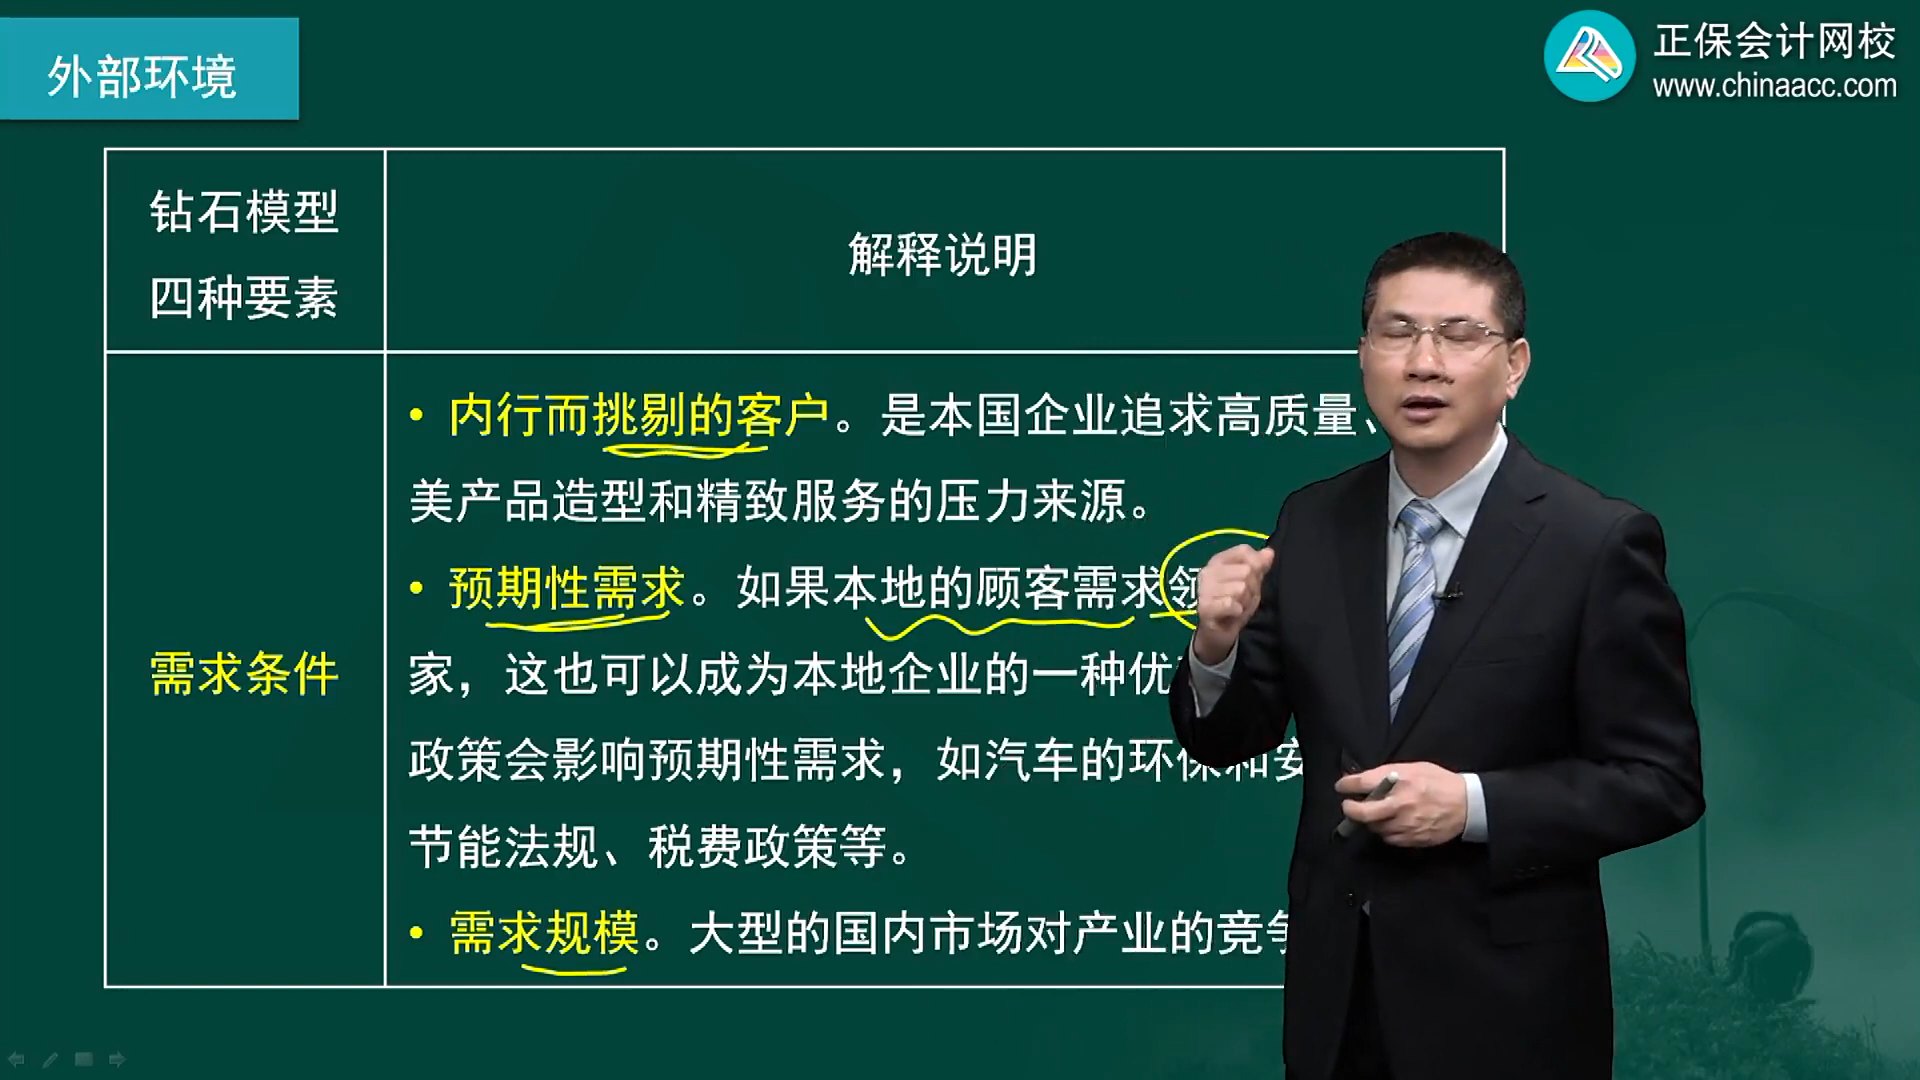 外部环境
正保会计网校
www.chinaacc.com
钻石模型
四种要素
解释说明
需求条件
• 内行而挑剔的客户。是本国企业追求高质量、
美产品造型和精致服务的压力来源。
• 预期性需求。如果本地的顾客需求领
家，这也可以成为本地企业的一种优
政策会影响预期性需求，如汽车的环保和安
节能法规、税费政策等。
• 需求规模。大型的国内市场对产业的竞争